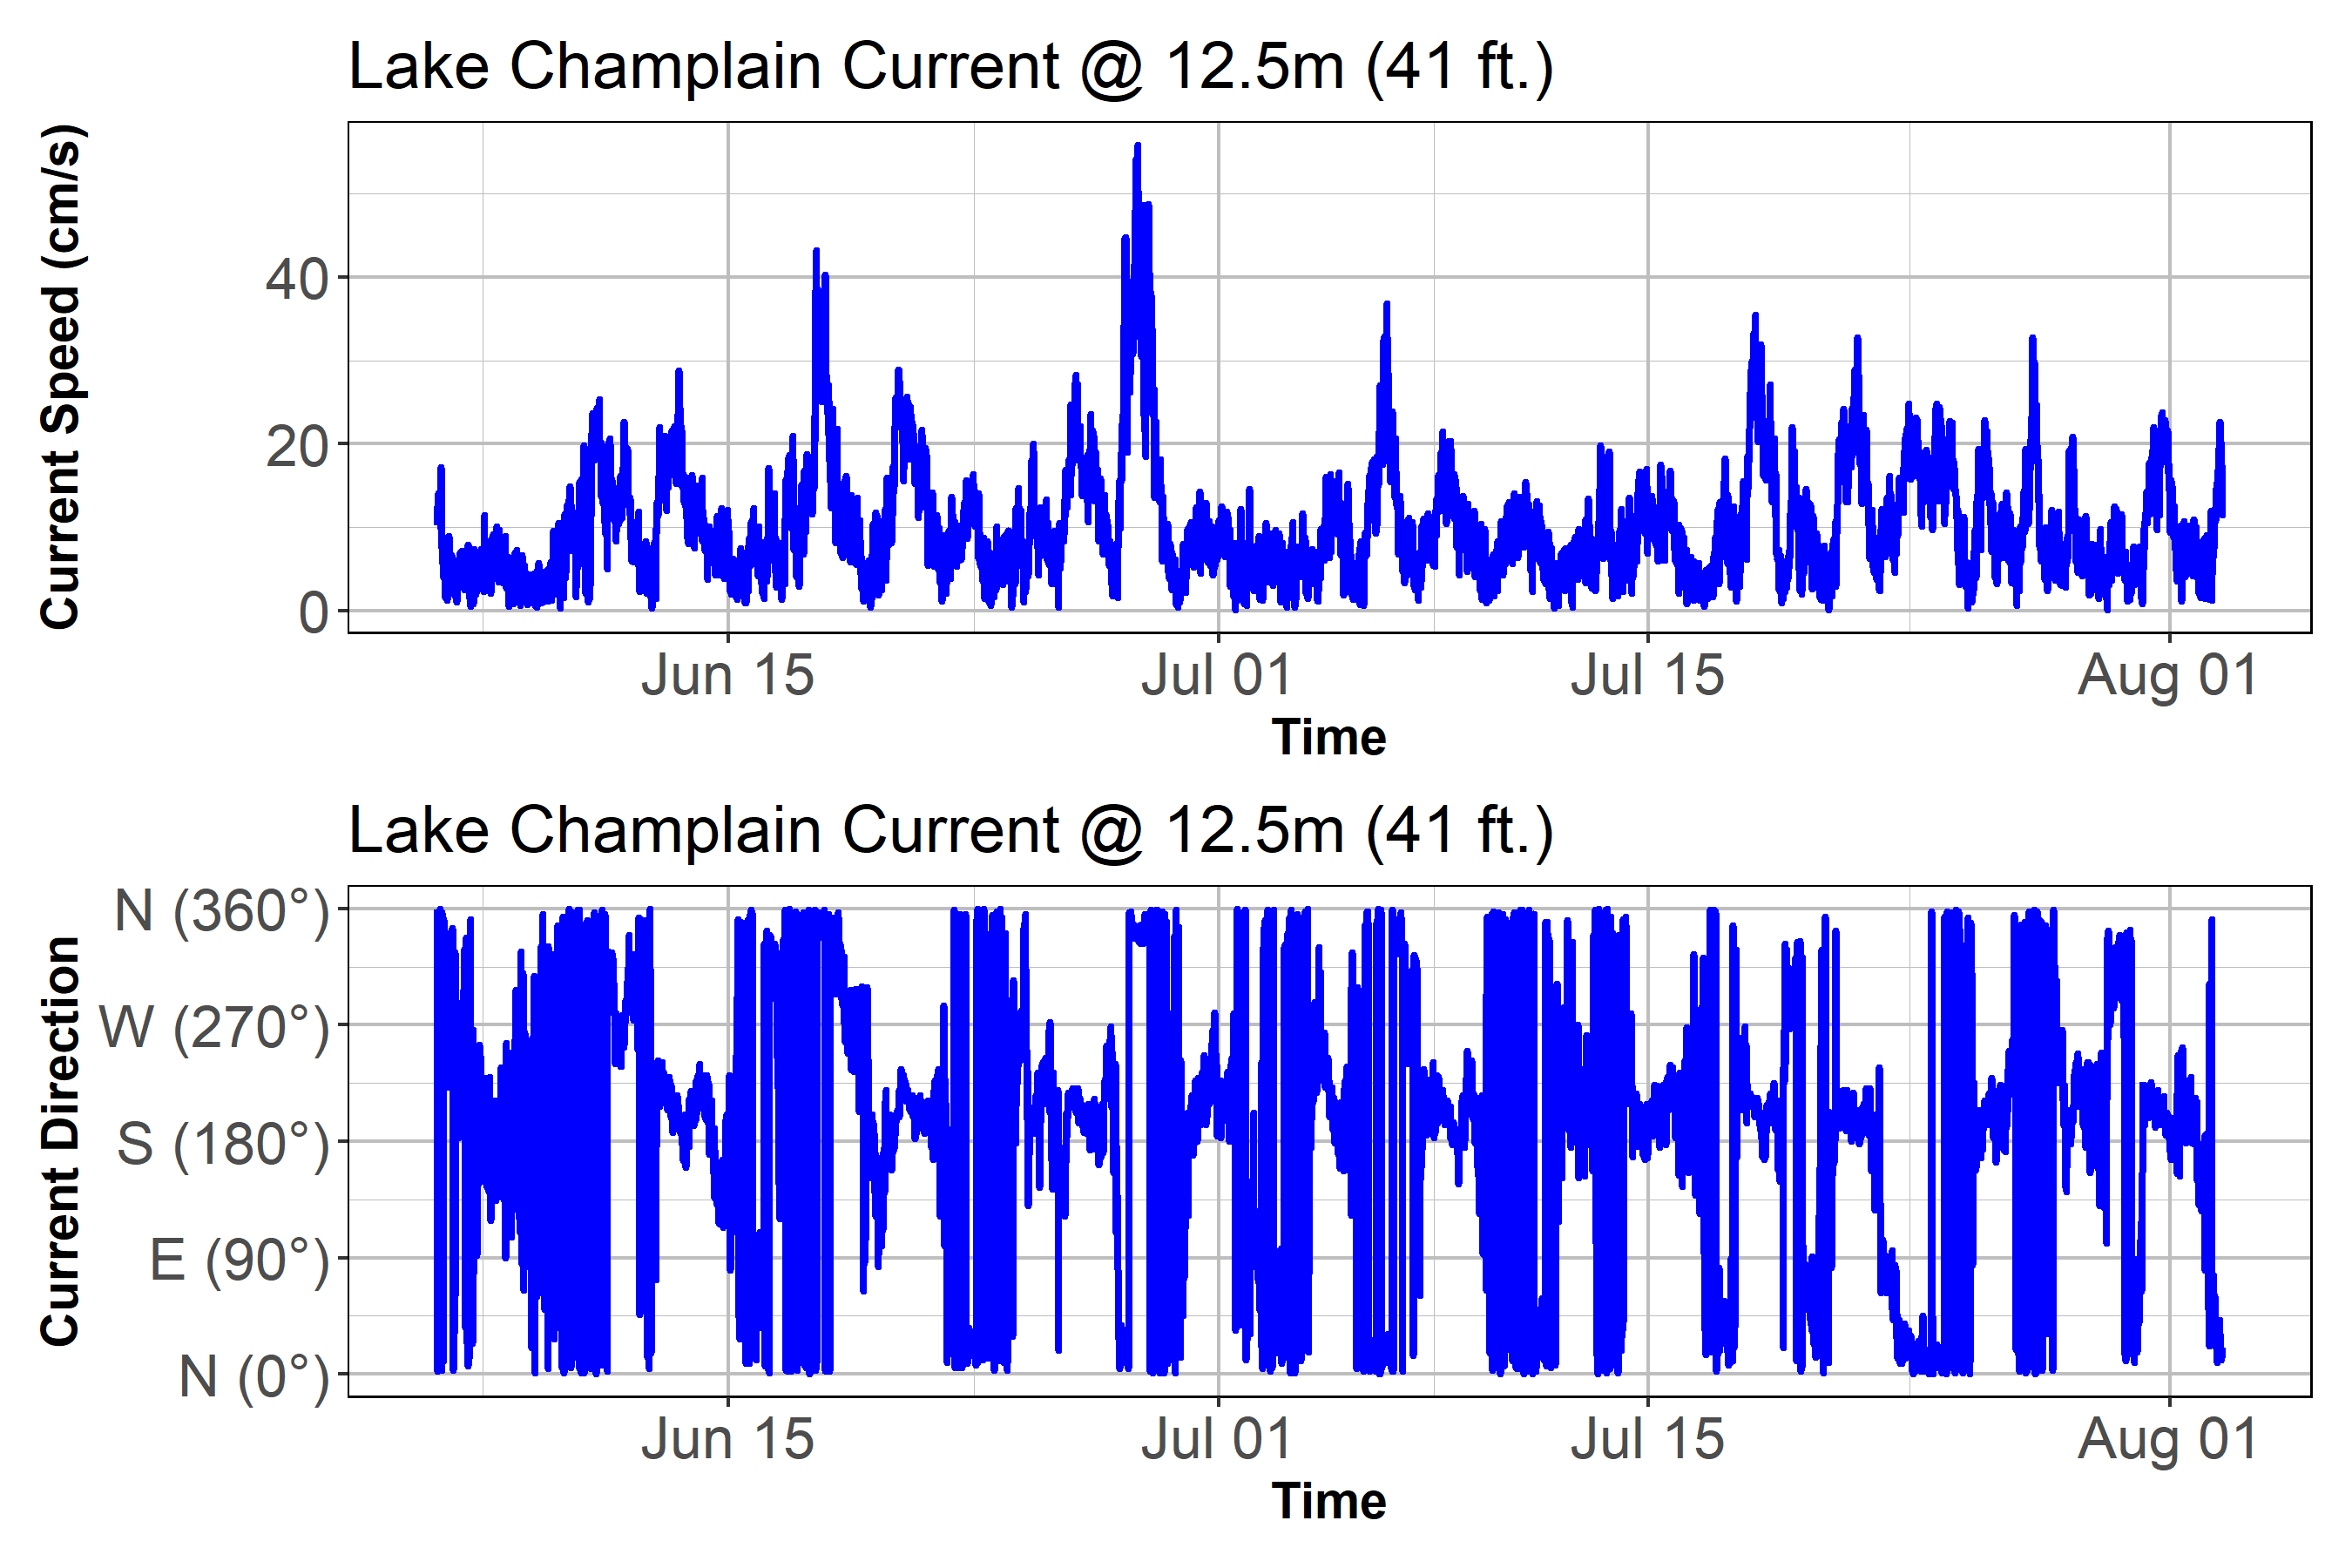 Lake Champlain Current @ 12.5m (41 ft.)
Current Speed (cm/s)
40
20
0
Jun 15
Jul 01
Jul 15
Aug 01
Time
Lake Champlain Current @ 12.5m (41 ft.)
Current Direction
N (360°)
W (270°)
S (180°)
E (90°)
N (0°)
Jun 15
Jul 01
Jul 15
Aug 01
Time